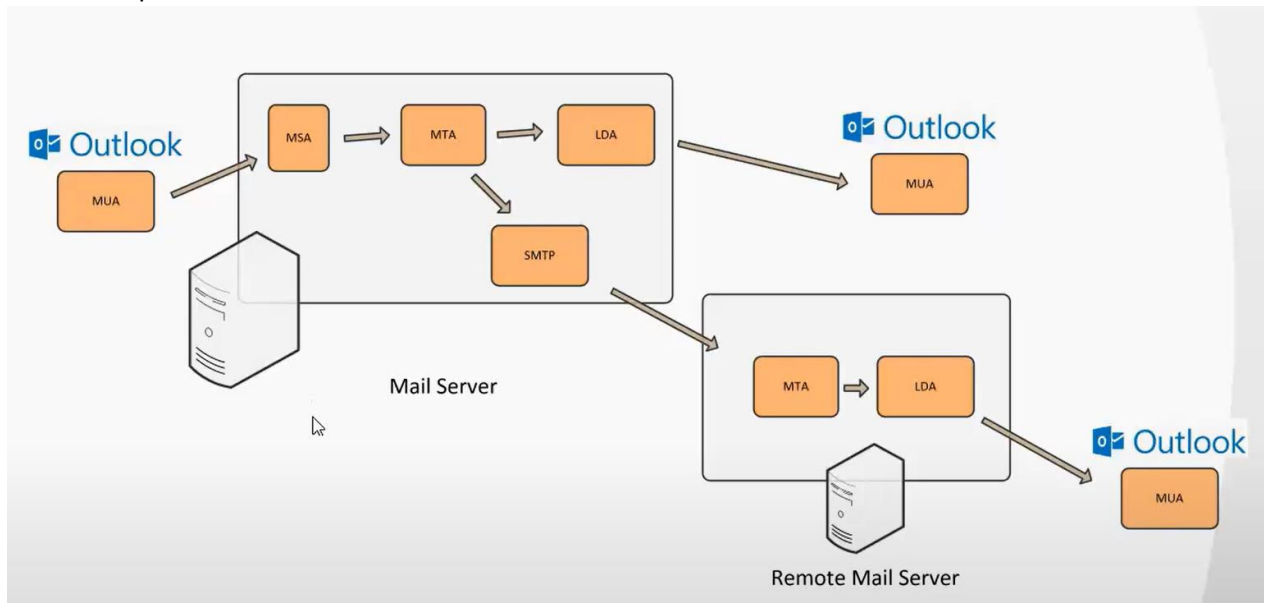 Outlook
MUA
MSA
MTA
LDA
SMTP
Outlook
MUA
Mail Server
MTA
LDA
Outlook
MUA
Remote Mail Server